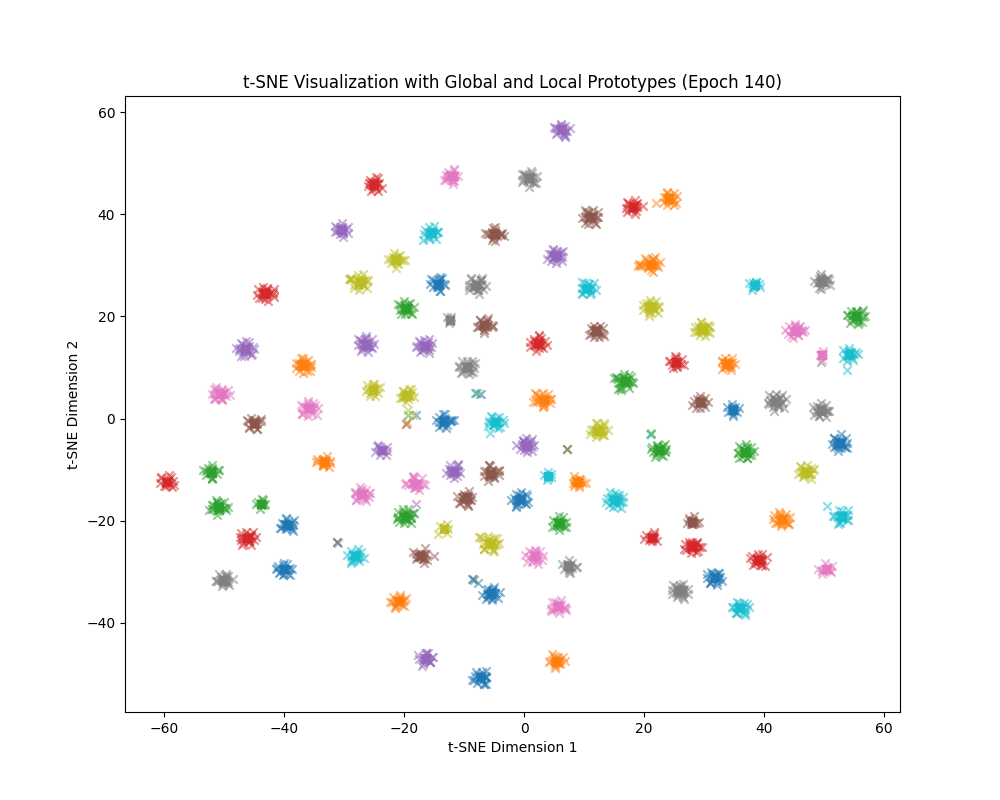 t-SNE Visualization with Global and Local Prototypes (Epoch 140)
60
40
20
0
−20
−40
t-SNE Dimension 2
−60 −40 −20 0 20 40 60
t-SNE Dimension 1